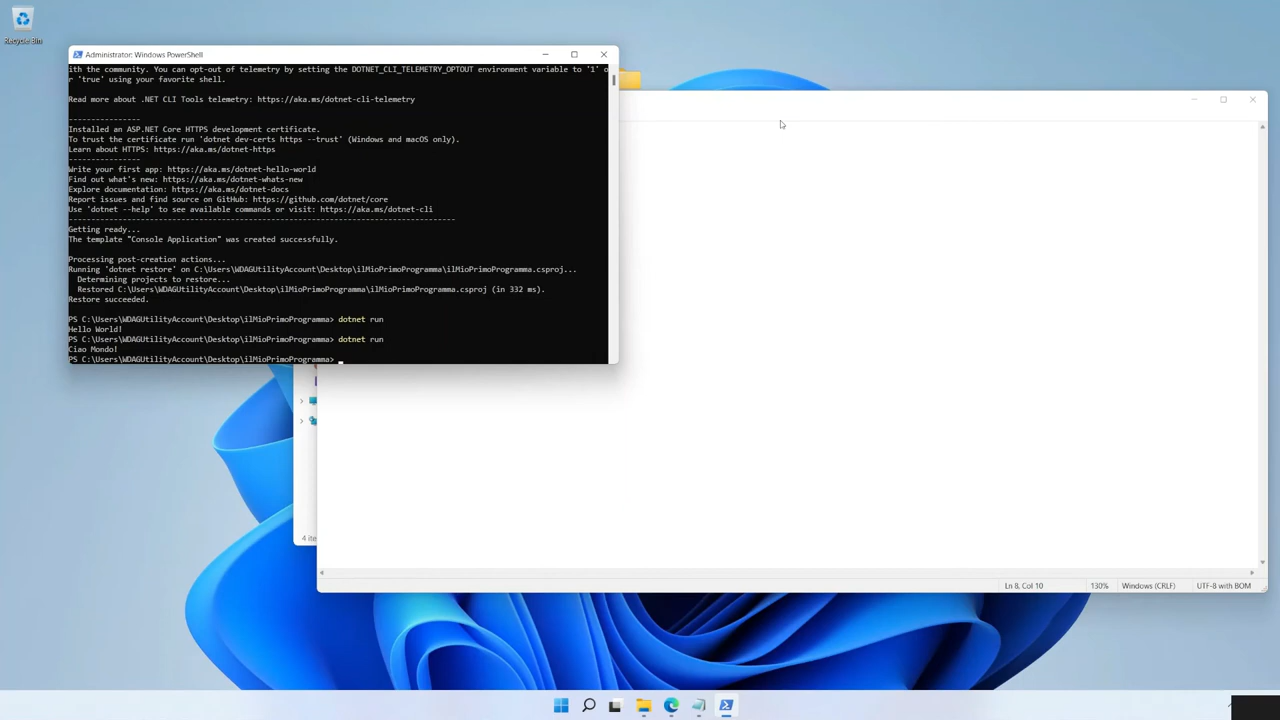 Recycle Bin
Administrator: Windows PowerShell
ith the community. You can opt-out of telemetry by setting the DOTNET_CLI_TELEMETRY_OPTOUT environment variable to '1' o
r 'true' using your favorite shell.
Read more about .NET CLI Tools telemetry: https://aka.ms/dotnet-cli-telemetry
----------------
Installed an ASP.NET Core HTTPS development certificate.
To trust the certificate run 'dotnet dev-certs https --trust' (Windows and macOS only).
Learn about HTTPS: https://aka.ms/dotnet-https
----------------
Write your first app: https://aka.ms/dotnet-hello-world
Find out what's new: https://aka.ms/dotnet-whats-new
Explore documentation: https://aka.ms/dotnet-docs
Report issues and find source on GitHub: https://github.com/dotnet/core
Use 'dotnet --help' to see available commands or visit: https://aka.ms/dotnet-cli
--------------------------------------------------------------------------------------
Getting ready...
The template "Console Application" was created successfully.
Processing post-creation actions...
Running 'dotnet restore' on C:\Users\WDAGUtilityAccount\Desktop\ilMioPrimoProgramma\ilMioPrimoProgramma.csproj...
Determining projects to restore...
Restored C:\Users\WDAGUtilityAccount\Desktop\ilMioPrimoProgramma\ilMioPrimoProgramma.csproj (in 332 ms).
Restore succeeded.
PS C:\Users\WDAGUtilityAccount\Desktop\ilMioPrimoProgramma> dotnet run
Hello World!
PS C:\Users\WDAGUtilityAccount\Desktop\ilMioPrimoProgramma> dotnet run
Ciao Mondo!
PS C:\Users\WDAGUtilityAccount\Desktop\ilMioPrimoProgramma>
4 ite
Ln 8, Col 10
130%
Windows (CRLF)
UTF-8 with BOM